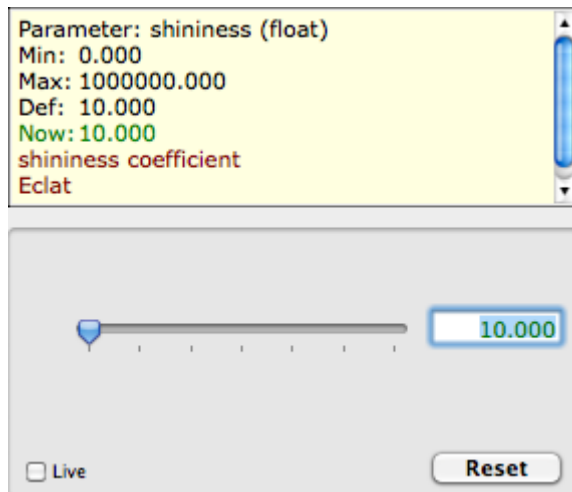 Parameter: shininess (float)
Min: 0.000
Max: 1000000.000
Def: 10.000
Now: 10.000
shininess coefficient
Eclat
10.000
Live
Reset